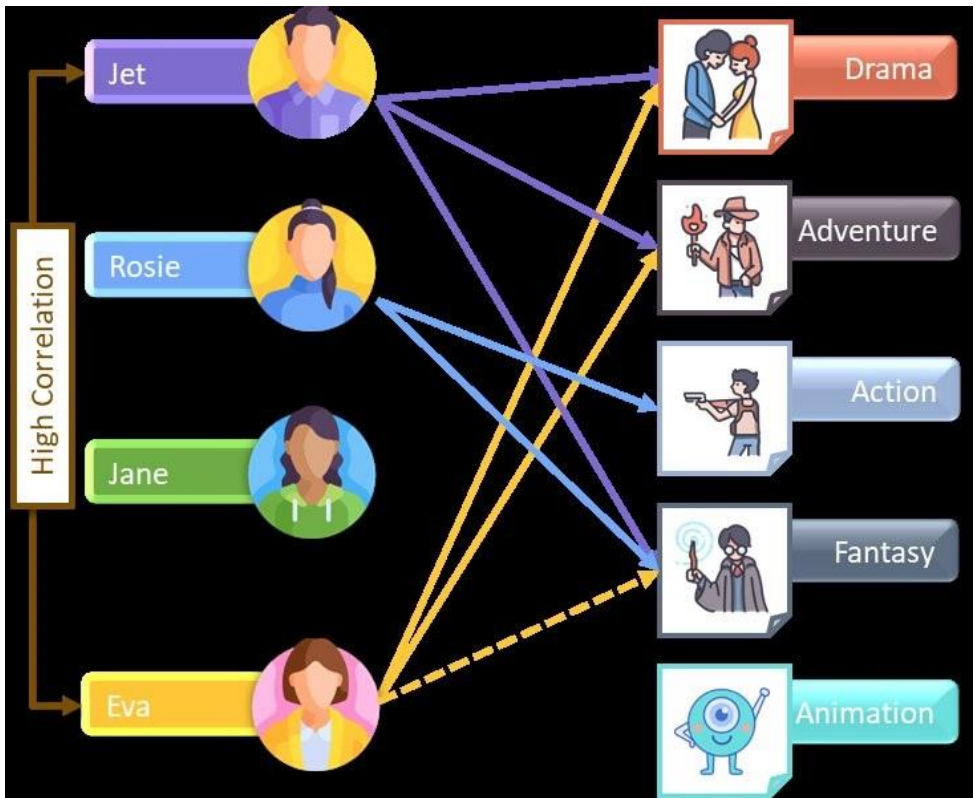 High Correlation
Jet
Rosie
Jane
Eva
Drama
Adventure
Action
Fantasy
Animation